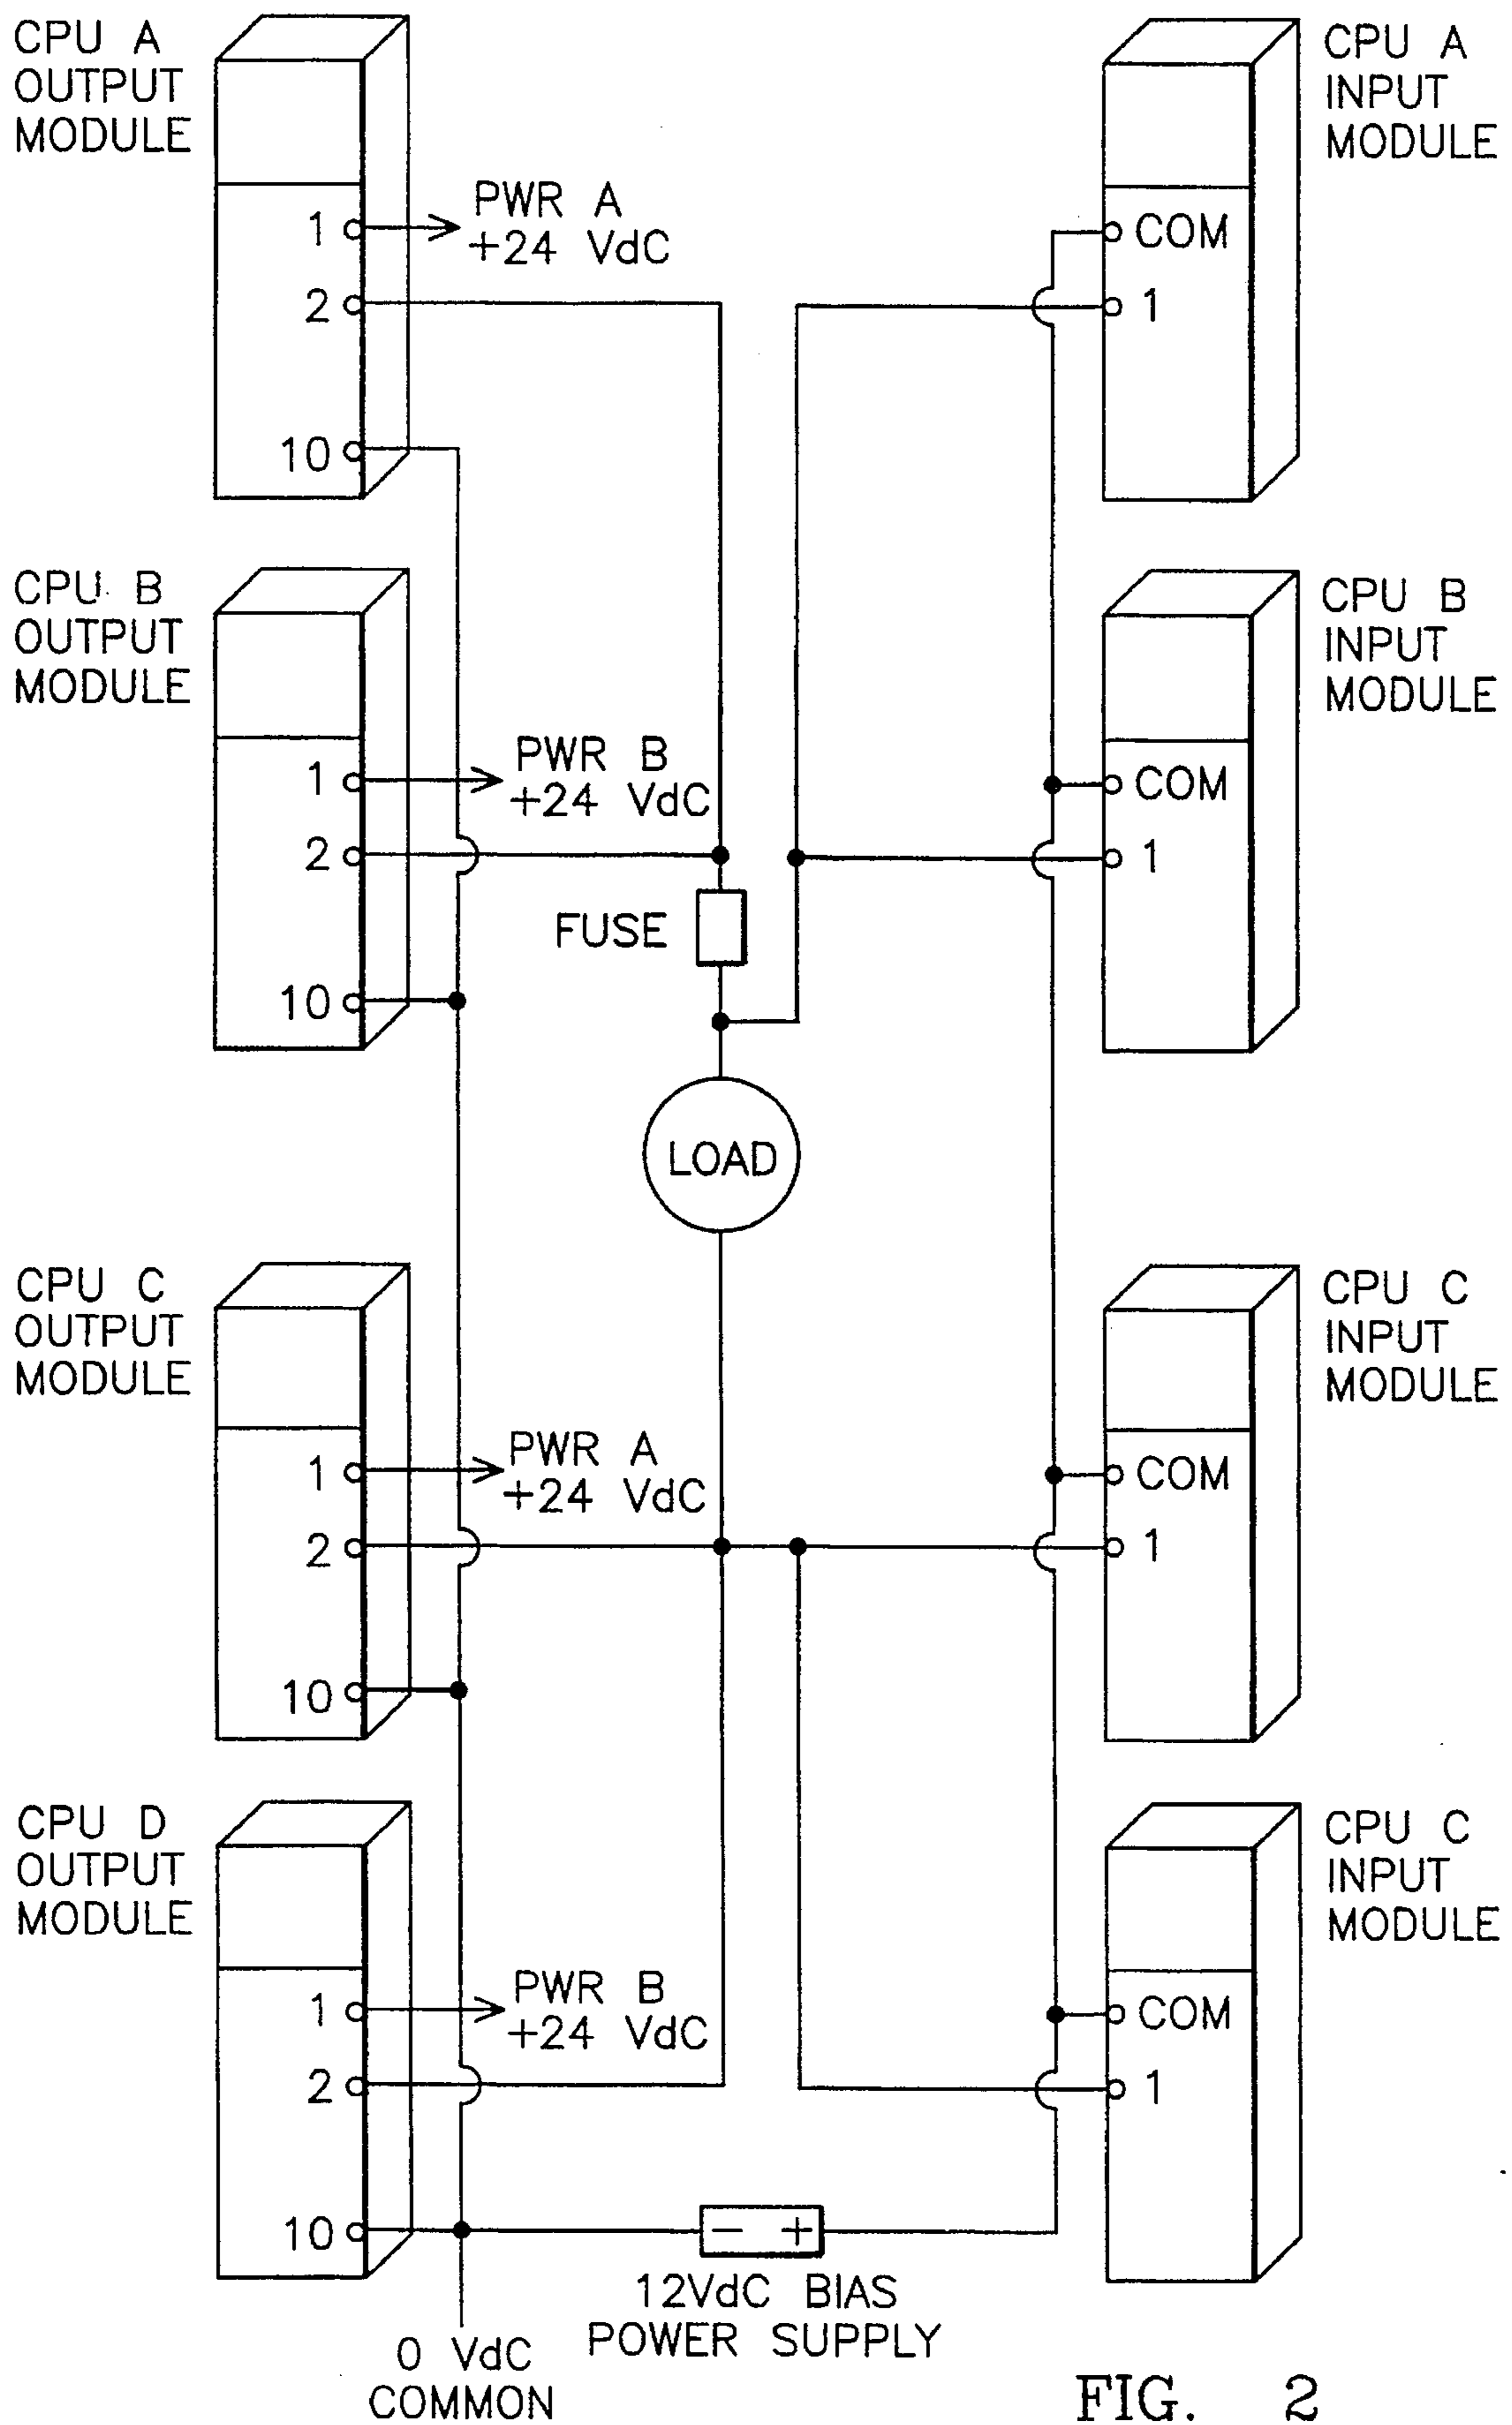 CPU A
OUTPUT
MODULE
1
PWR A
+24 VdC
2
10
CPU A
INPUT
MODULE
COM
1
CPU B
OUTPUT
MODULE
1
PWR B
+24 VdC
2
10
CPU B
INPUT
MODULE
COM
1
FUSE
LOAD
CPU C
OUTPUT
MODULE
1
PWR A
+24 VdC
2
10
CPU C
INPUT
MODULE
COM
1
CPU D
OUTPUT
MODULE
1
PWR B
+24 VdC
2
10
CPU C
INPUT
MODULE
COM
1
− +
12VdC BIAS
POWER SUPPLY
0 VdC
COMMON
FIG. 2